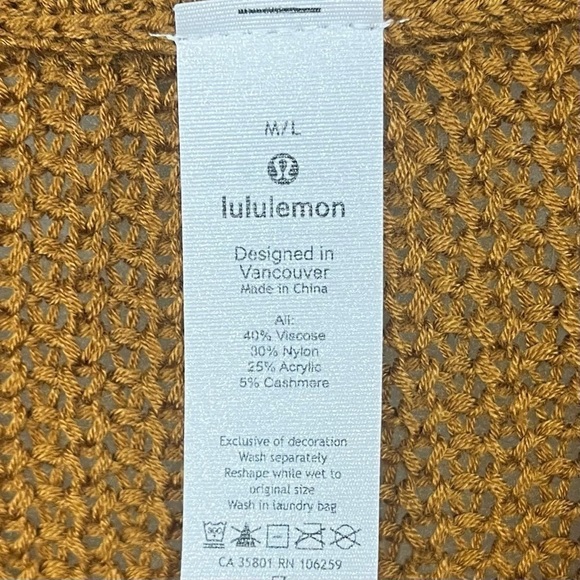 M/L
lululemon
Designed in
Vancouver
Made in China
All:
40% Viscose
30% Nylon
25% Acrylic
5% Cashmere
Exclusive of decoration
Wash separately
Reshape while wet to
original size
Wash in laundry bag
CA 35801 RN 106259